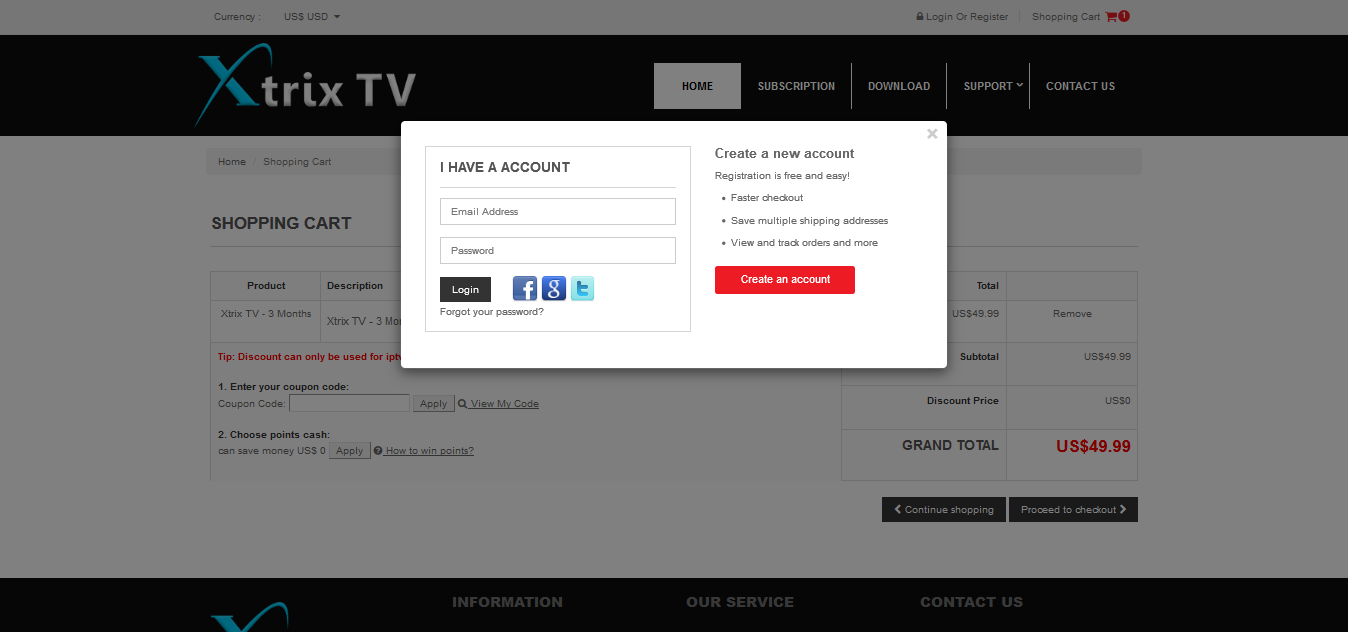 Currency : US$ USD
Login Or Register
Shopping Cart 1
Xtrix TV
HOME SUBSCRIPTION DOWNLOAD SUPPORT CONTACT US
Home / Shopping Cart
SHOPPING CART
I HAVE A ACCOUNT
Email Address
Password
Login
Forgot your password?
Create a new account
Registration is free and easy!
• Faster checkout
• Save multiple shipping addresses
• View and track orders and more
Create an account
Product Description Total
Xtrix TV - 3 Months Xtrix TV - 3 US$49.99 Remove
Tip: Discount can only be used for
Subtotal US$49.99
1. Enter your coupon code:
Coupon Code: Apply View My Code
Discount Price US$0
2. Choose points cash:
can save money US$ 0 Apply How to win points?
GRAND TOTAL US$49.99
Continue shopping Proceed to checkout
INFORMATION OUR SERVICE CONTACT US